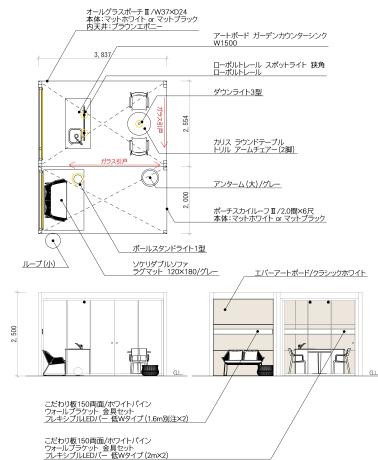 オールグラスポーチⅡ/W37×D24
本体:マットホワイト or マットブラック
内天井:ブラウンエボニー
アートボード ガーデンカウンターシンク
W1500
3,837
ローボルトレール スポットライト 狭角
ローボルトレール
ダウンライト3型
ガラス引戸
2,554
カリス ラウンドテーブル
トリル アームチェアー(2脚)
ガラス引戸
アンターム(大)/グレー
2,000
ポーチスカイルーフⅡ/2.0間×6尺
本体:マットホワイト or マットブラック
ポールスタンドライト1型
ループ(小)
ソケリダブルソファ
ラグマット 120×180/グレー
エバーアートボード/クラシックホワイト
2,500
GL
GL
こだわり板150両面/ホワイトパイン
ウォールブラケット 金具セット
フレキシブルLEDバー 低Wタイプ(1.6m別注×2)
こだわり板150両面/ホワイトパイン
ウォールブラケット 金具セット
フレキシブルLEDバー 低Wタイプ(2m×2)